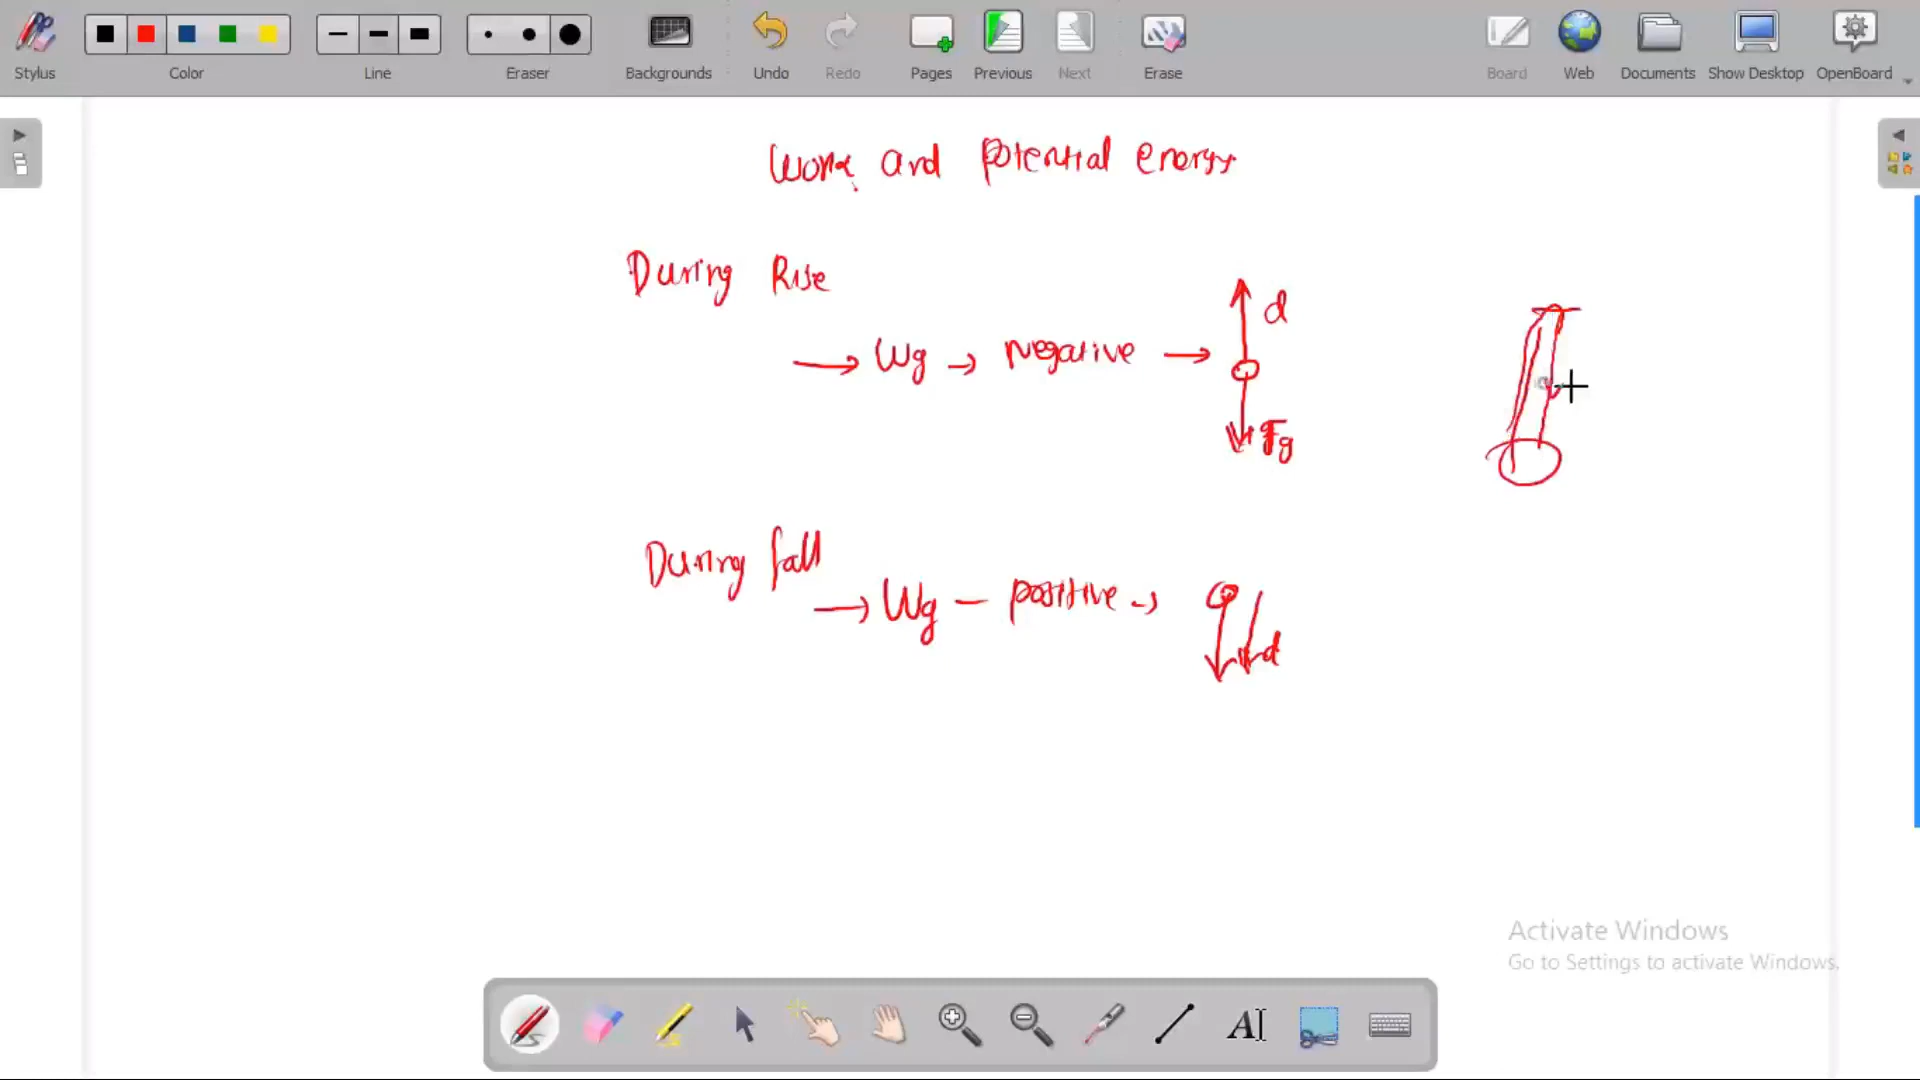 Stylus Color Line Eraser Backgrounds Undo Redo Pages Previous Next Erase Board Web Documents Show Desktop OpenBoard
Work and potential energy
During Rise
d
→ Wg → Negative →
Fg
During fall
→ Wg – positive →
d
Activate Windows
Go to Settings to activate Windows.
AI